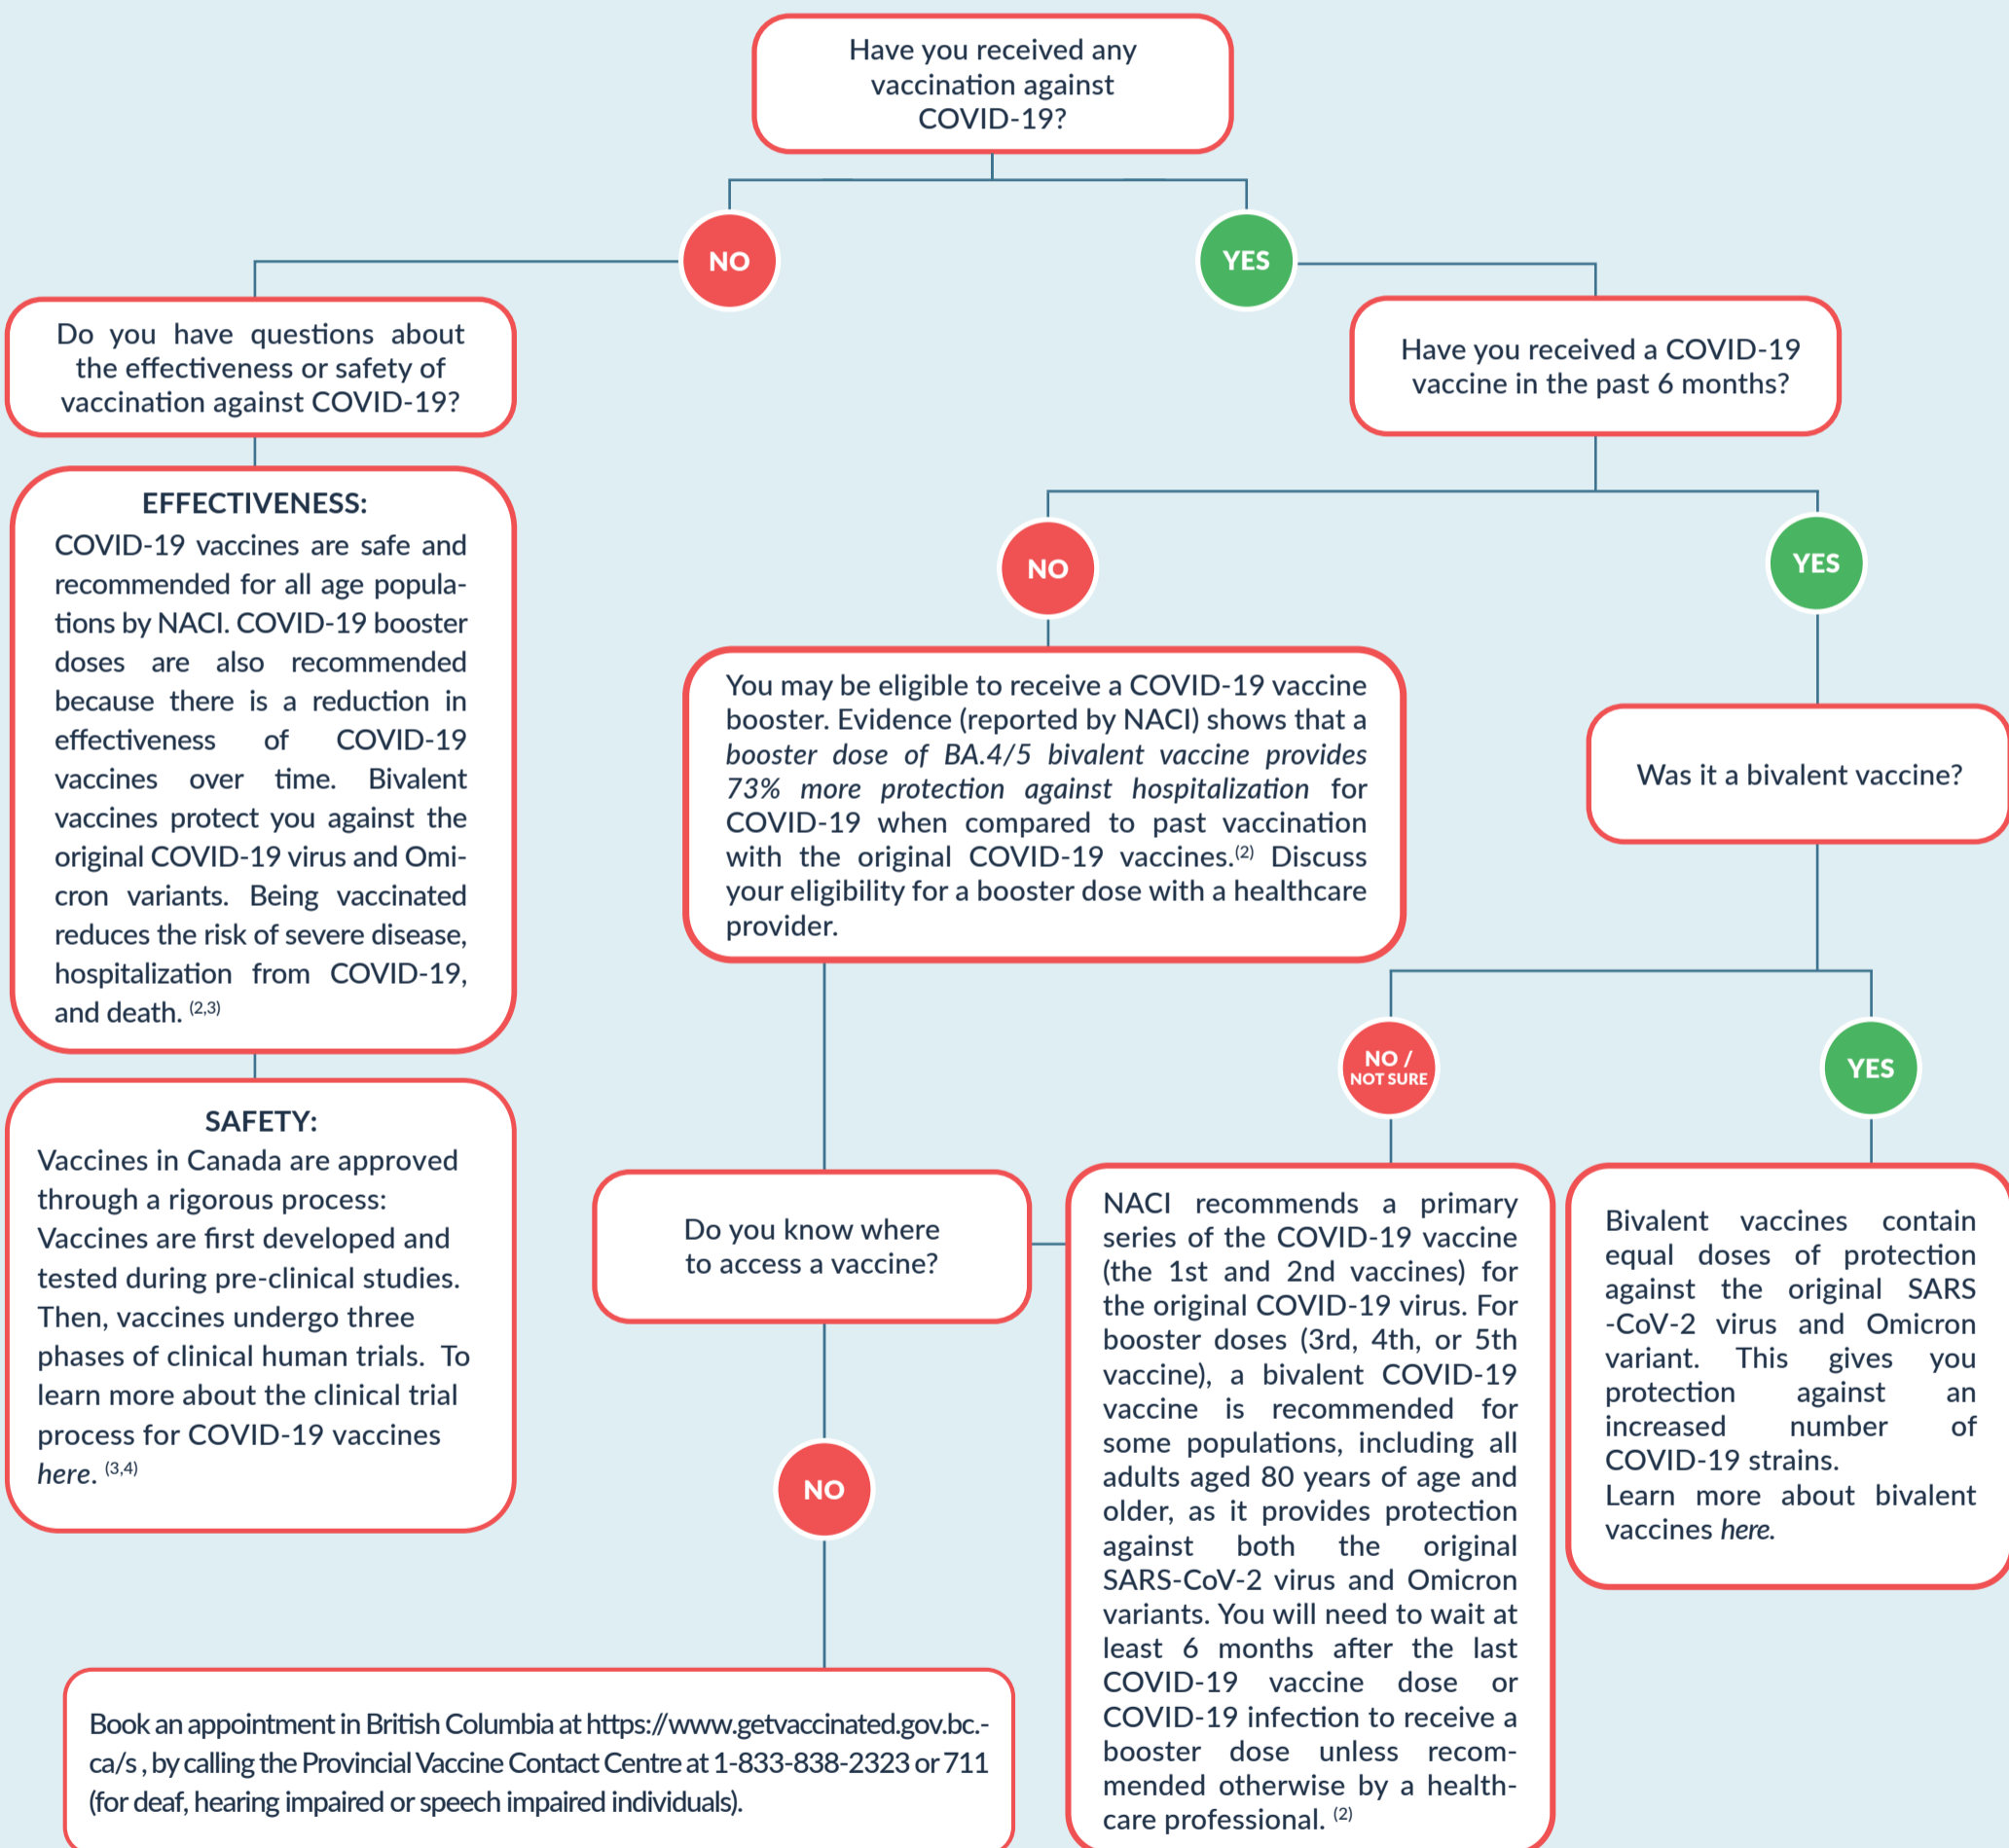 Have you received any
vaccination against
COVID-19?
NO
YES
Do you have questions about
the effectiveness or safety of
vaccination against COVID-19?
Have you received a COVID-19
vaccine in the past 6 months?
EFFECTIVENESS:
COVID-19 vaccines are safe and
recommended for all age popula-
tions by NACI. COVID-19 booster
doses are also recommended
because there is a reduction in
effectiveness of COVID-19
vaccines over time. Bivalent
vaccines protect you against the
original COVID-19 virus and Omi-
cron variants. Being vaccinated
reduces the risk of severe disease,
hospitalization from COVID-19,
and death. (2,3)
SAFETY:
Vaccines in Canada are approved
through a rigorous process:
Vaccines are first developed and
tested during pre-clinical studies.
Then, vaccines undergo three
phases of clinical human trials. To
learn more about the clinical trial
process for COVID-19 vaccines
here. (3,4)
NO
YES
You may be eligible to receive a COVID-19 vaccine
booster. Evidence (reported by NACI) shows that a
booster dose of BA.4/5 bivalent vaccine provides
73% more protection against hospitalization for
COVID-19 when compared to past vaccination
with the original COVID-19 vaccines.(2) Discuss
your eligibility for a booster dose with a healthcare
provider.
Was it a bivalent vaccine?
NO /
NOT SURE
YES
Do you know where
to access a vaccine?
NO
Book an appointment in British Columbia at https://www.getvaccinated.gov.bc.-
ca/s , by calling the Provincial Vaccine Contact Centre at 1-833-838-2323 or 711
(for deaf, hearing impaired or speech impaired individuals).
NACI recommends a primary
series of the COVID-19 vaccine
(the 1st and 2nd vaccines) for
the original COVID-19 virus. For
booster doses (3rd, 4th, or 5th
vaccine), a bivalent COVID-19
vaccine is recommended for
some populations, including all
adults aged 80 years of age and
older, as it provides protection
against both the original
SARS-CoV-2 virus and Omicron
variants. You will need to wait at
least 6 months after the last
COVID-19 vaccine dose or
COVID-19 infection to receive a
booster dose unless recom-
mended otherwise by a health-
care professional. (2)
Bivalent vaccines contain
equal doses of protection
against the original SARS
-CoV-2 virus and Omicron
variant. This gives you
protection against an
increased number of
COVID-19 strains.
Learn more about bivalent
vaccines here.